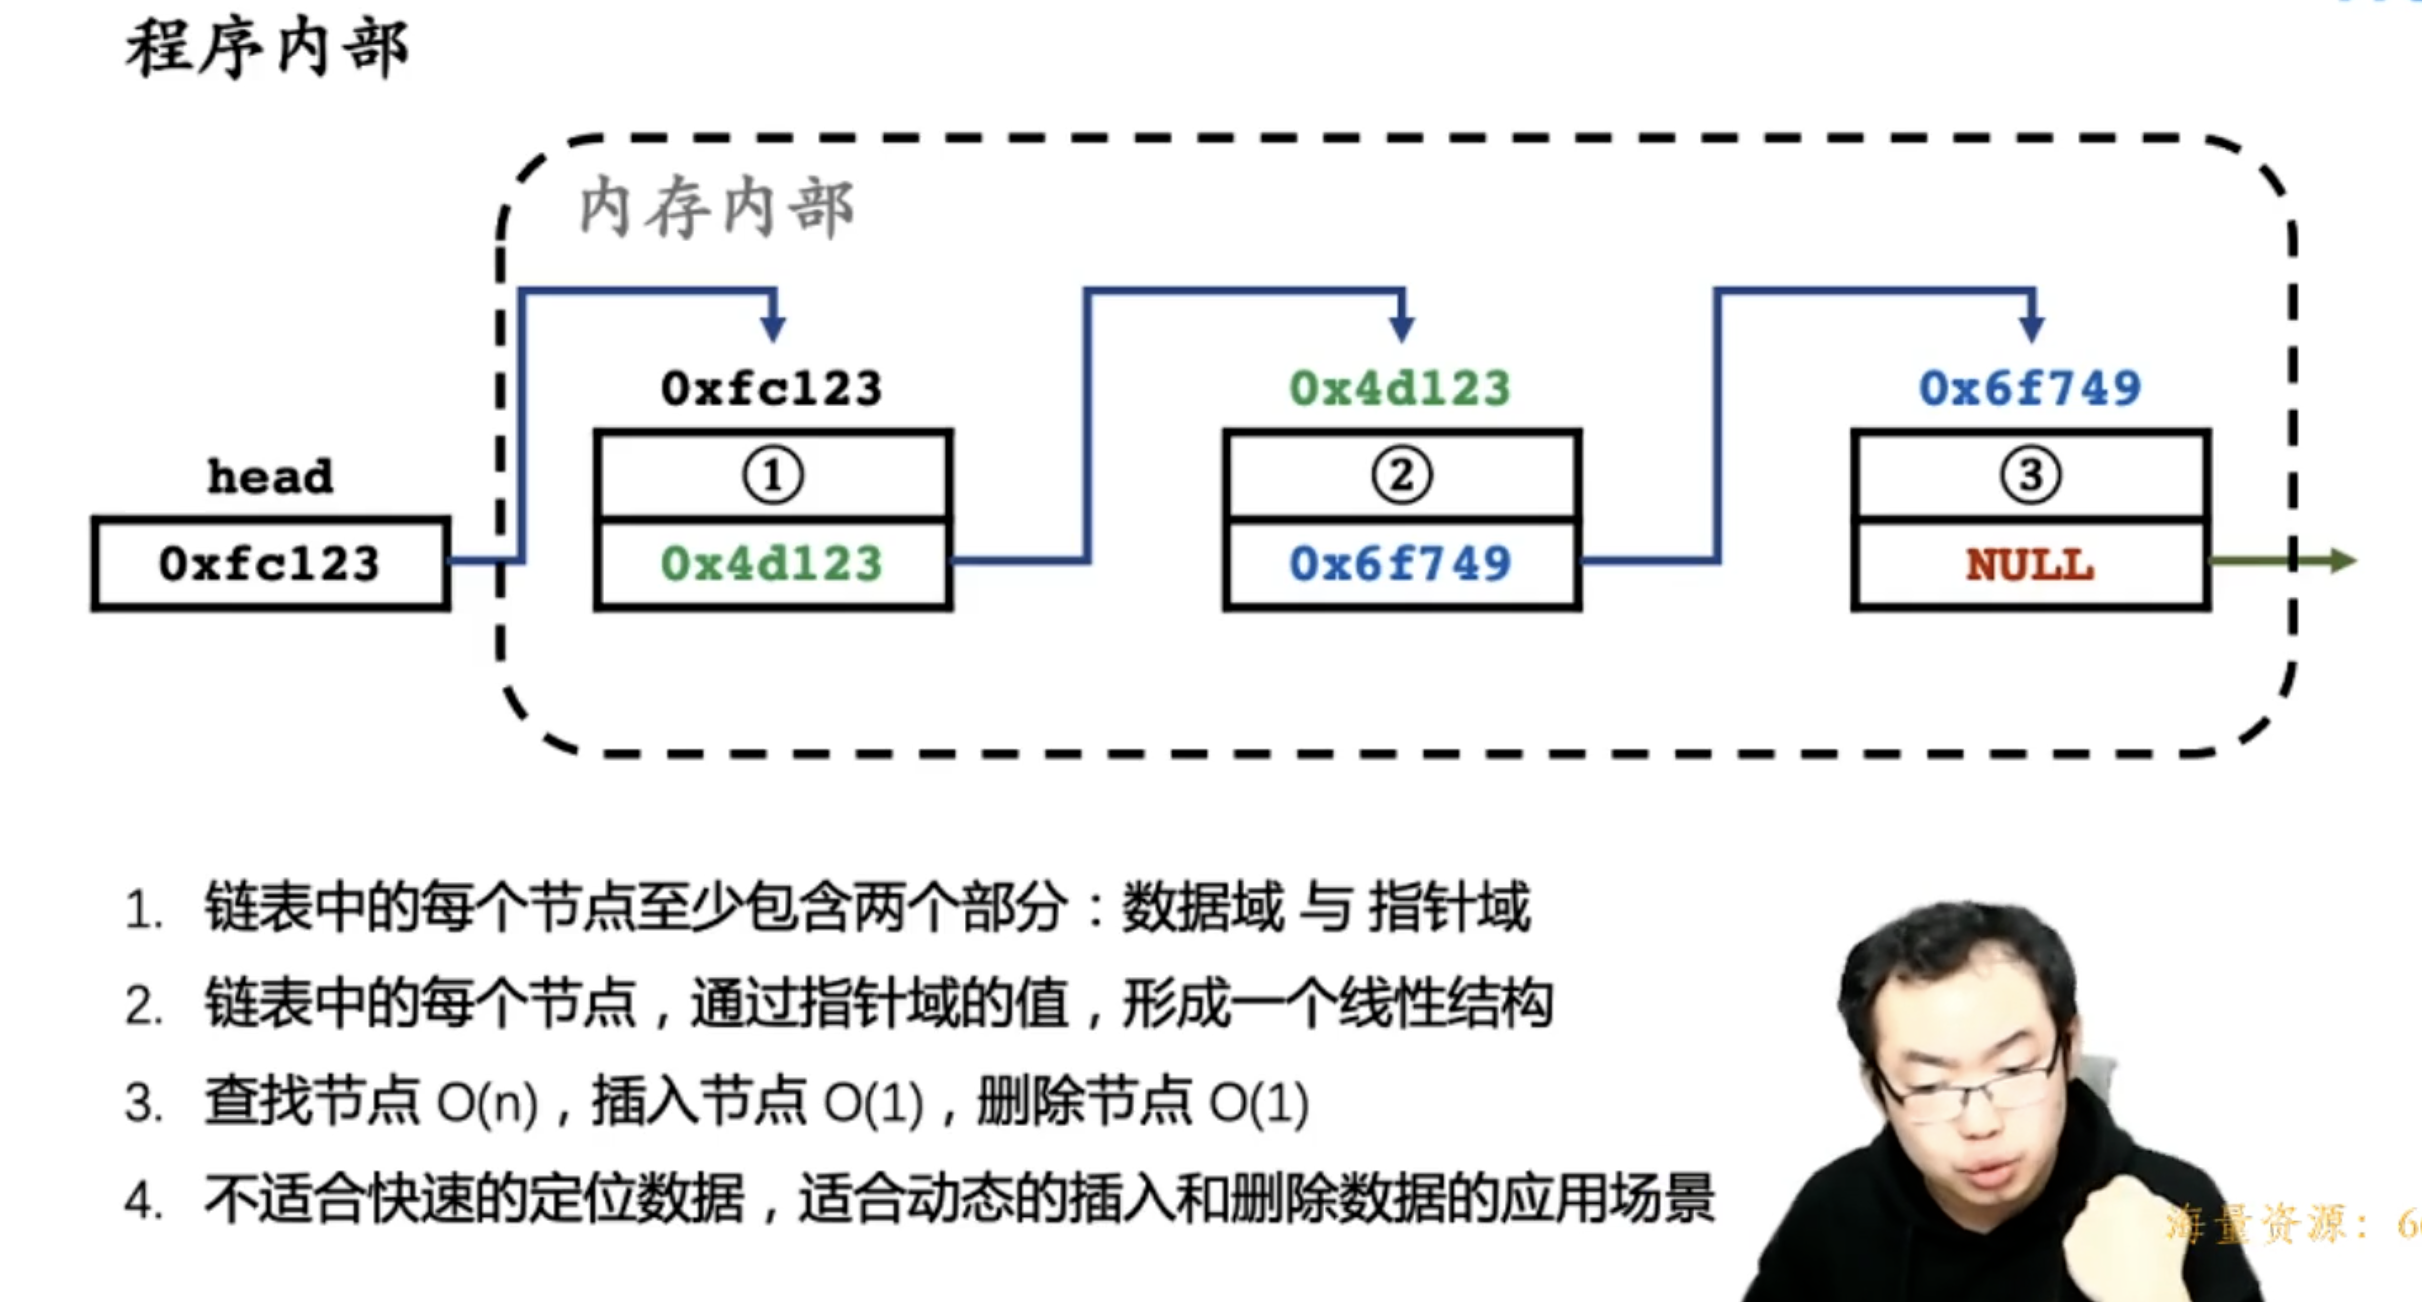 程序内部
内存内部
0xfc123 0x4d123 0x6f749
head ① ② ③
0xfc123 0x4d123 0x6f749 NULL
1. 链表中的每个节点至少包含两个部分：数据域 与 指针域
2. 链表中的每个节点，通过指针域的值，形成一个线性结构
3. 查找节点 O(n)，插入节点 O(1)，删除节点 O(1)
4. 不适合快速的定位数据，适合动态的插入和删除数据的应用场景
海量资源：6